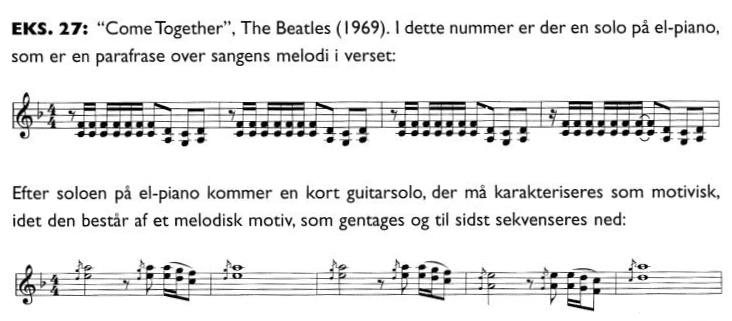 EKS. 27: “Come Together”, The Beatles (1969). I dette nummer er der en solo på el-piano,
som er en parafrase over sangens melodi i verset:
Efter soloen på el-piano kommer en kort guitarsolo, der må karakteriseres som motivisk,
idet den består af et melodisk motiv, som gentages og til sidst sekvenseres ned: